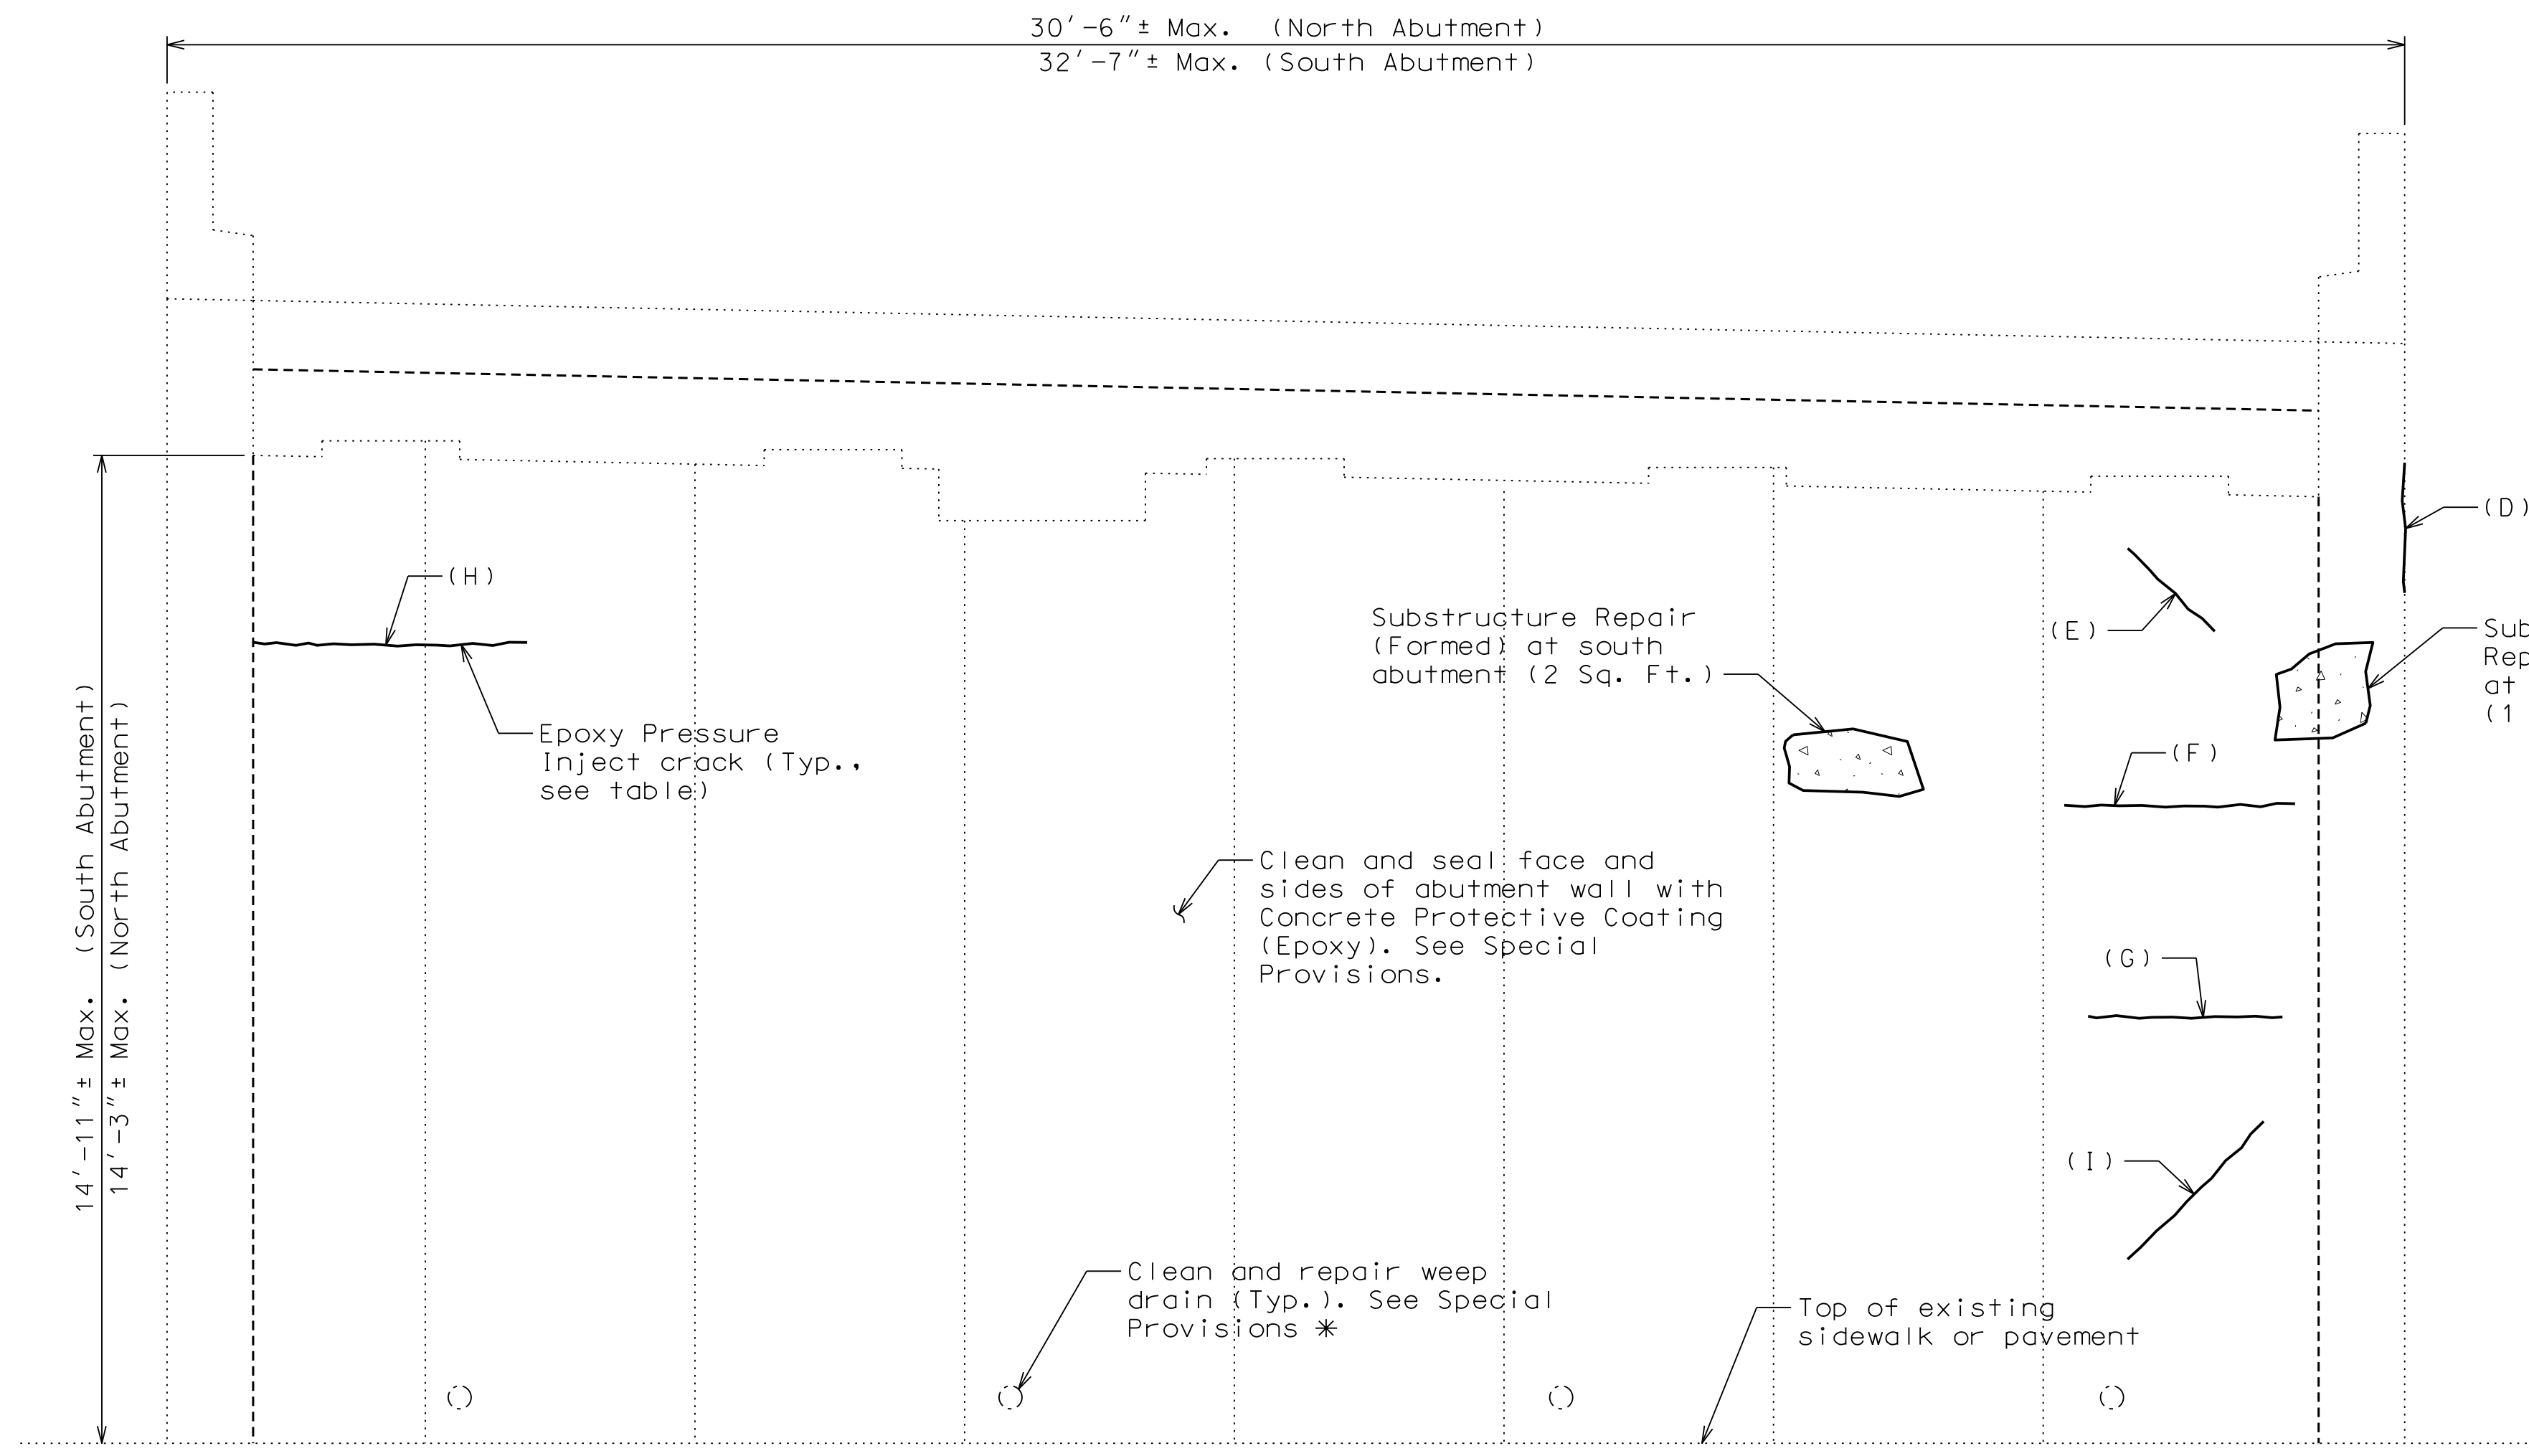 30'-6"± Max. (North Abutment)
32'-7"± Max. (South Abutment)
(D)
(H)
Substructure Repair
(Formed) at south
abutment (2 Sq. Ft.)
(E)
Sub
Rep
at
(1
Epoxy Pressure
Inject crack (Typ.,
see table)
(F)
14'-11"± Max. (South Abutment)
14'-3"± Max. (North Abutment)
Clean and seal face and
sides of abutment wall with
Concrete Protective Coating
(Epoxy). See Special
Provisions.
(G)
(I)
Clean and repair weep
drain (Typ.). See Special
Provisions *
Top of existing
sidewalk or pavement